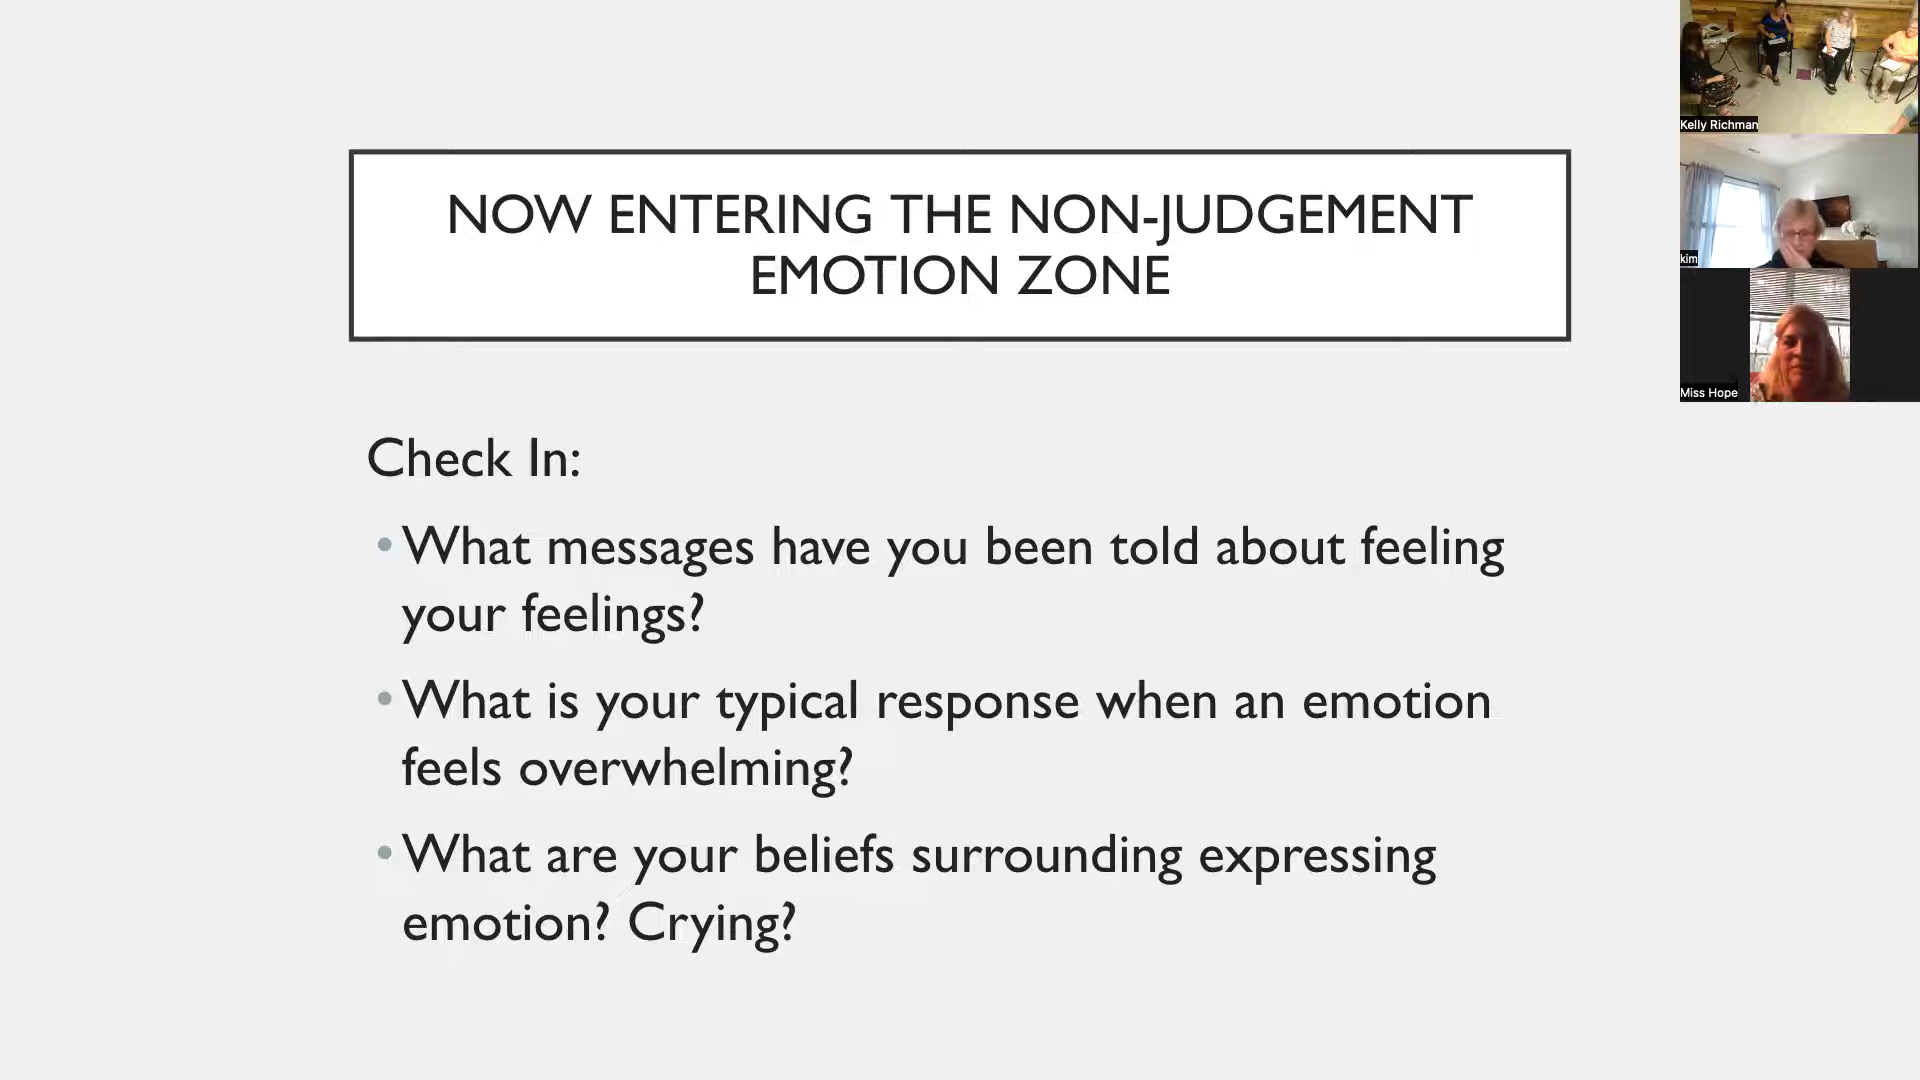 NOW ENTERING THE NON-JUDGEMENT
EMOTION ZONE
Check In:
• What messages have you been told about feeling
your feelings?
• What is your typical response when an emotion
feels overwhelming?
• What are your beliefs surrounding expressing
emotion? Crying?
Kelly Richman
kim
Miss Hope